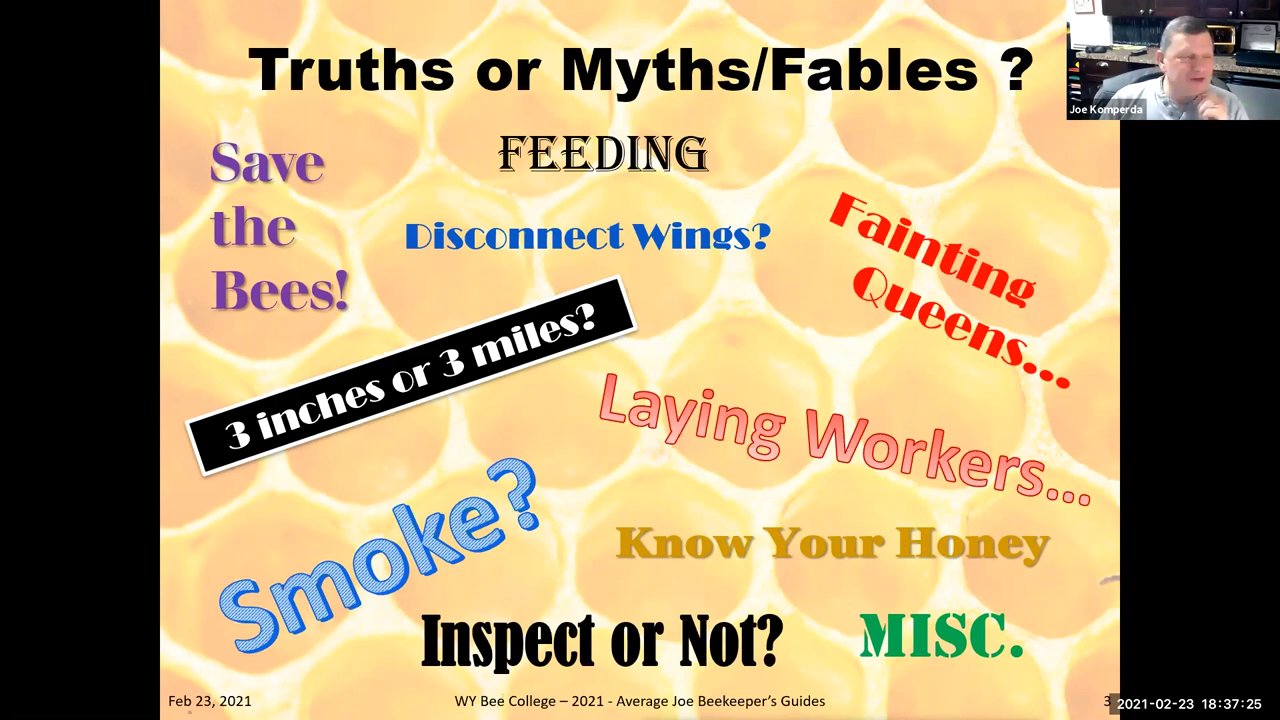 Truths or Myths/Fables ?
Joe Komperda
Save
the
Bees!
FEEDING
Disconnect Wings?
Fainting
Queens...
3 inches or 3 miles?
Laying Workers...
Smoke?
Know Your Honey
Inspect or Not?
MISC.
Feb 23, 2021
WY Bee College – 2021 - Average Joe Beekeeper's Guides
3
2021-02-23 18:37:25